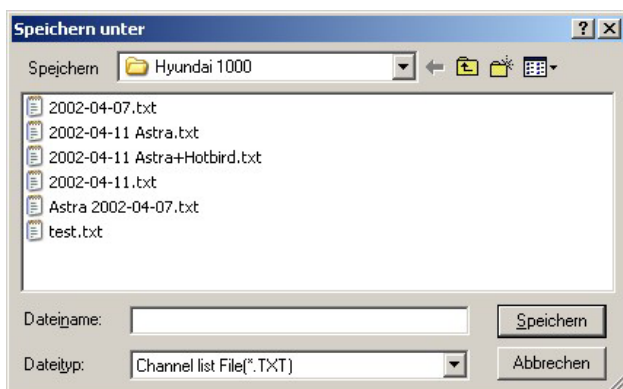 Speichern unter
Speichern Hyundai 1000
2002-04-07.txt
2002-04-11 Astra.txt
2002-04-11 Astra+Hotbird.txt
2002-04-11.txt
Astra 2002-04-07.txt
test.txt
Dateiname: Speichern
Dateityp: Channel list File(*.TXT) Abbrechen